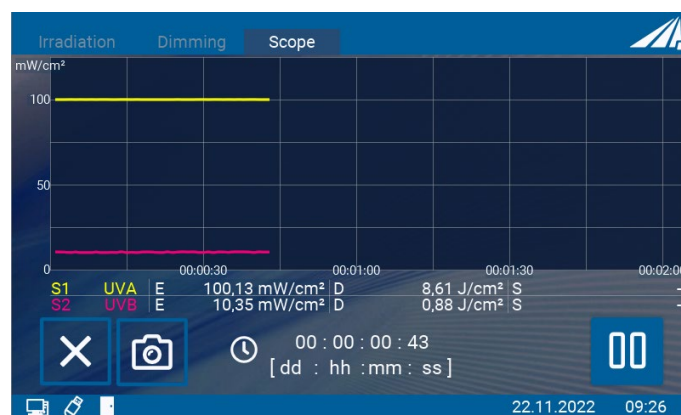 Irradiation Dimming Scope
mW/cm²
100
50
0 00:00:30 00:01:00 00:01:30 00:02:0
S1 UVA E 100,13 mW/cm² D 8,61 J/cm² S -
S2 UVB E 10,35 mW/cm² D 0,88 J/cm² S -
00 : 00 : 00 : 43
[ dd : hh : mm : ss ]
22.11.2022 09:26